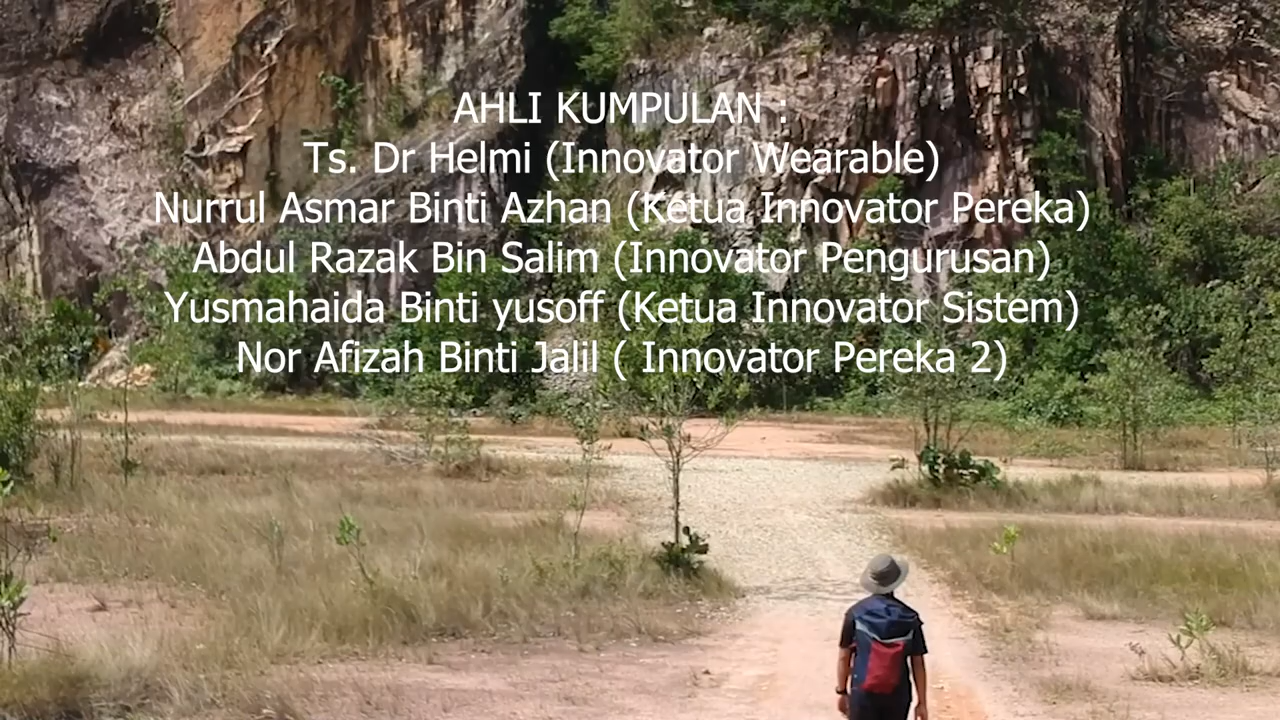 AHLI KUMPULAN :
Ts. Dr Helmi (Innovator Wearable)
Nurrul Asmar Binti Azhan (Ketua Innovator Pereka)
Abdul Razak Bin Salim (Innovator Pengurusan)
Yusmahaida Binti yusoff (Ketua Innovator Sistem)
Nor Afizah Binti Jalil ( Innovator Pereka 2)